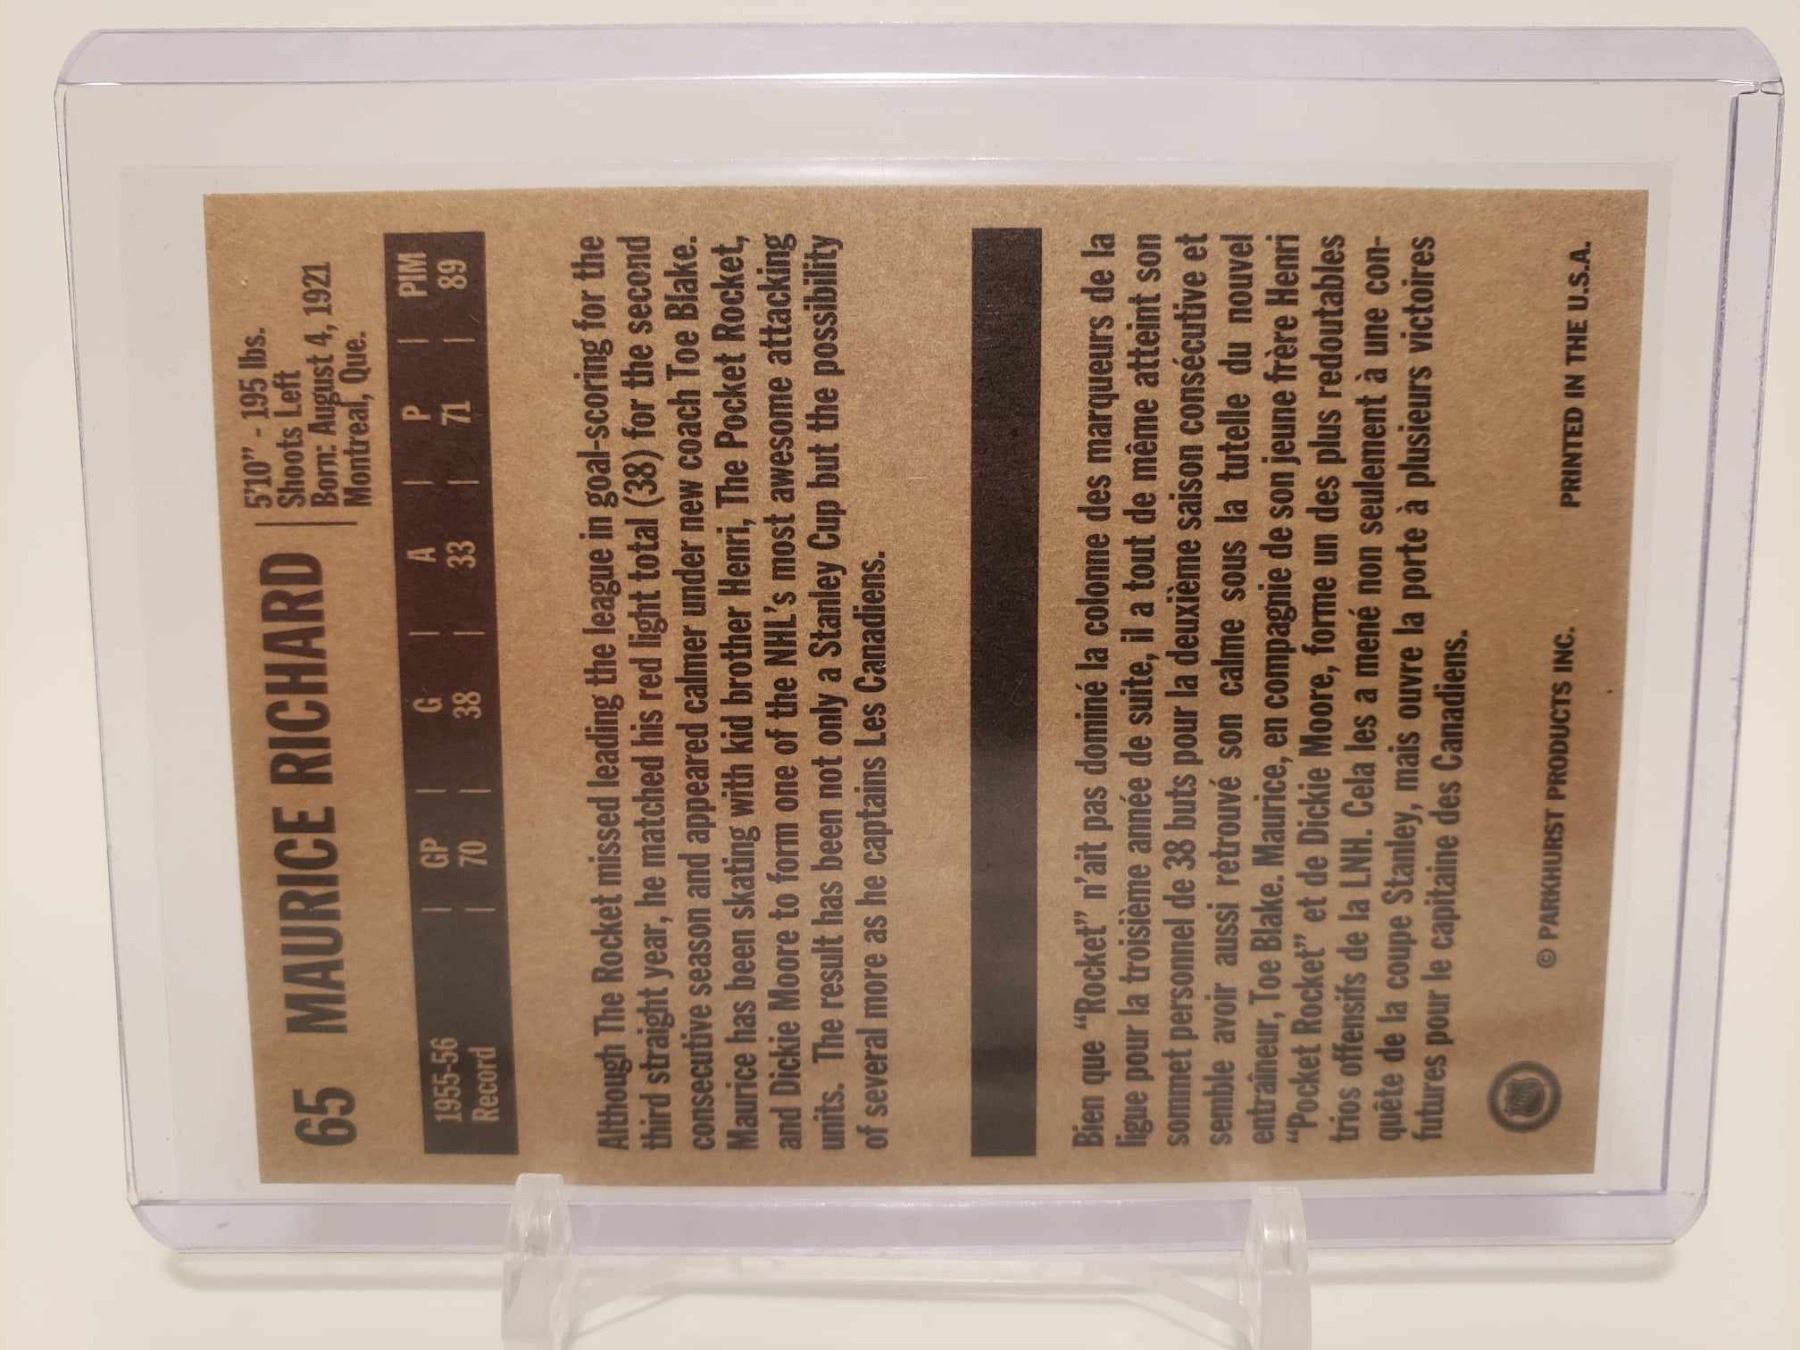 65 MAURICE RICHARD
5'10" - 195 lbs.
Shoots Left
Born: August 4, 1921
Montreal, Que.
1955-56 | GP | G | A | P | PIM
Record | 70 | 38 | 33 | 71 | 89
Although The Rocket missed leading the league in goal-scoring for the
third straight year, he matched his red light total (38) for the second
consecutive season and appeared calmer under new coach Toe Blake.
Maurice has been skating with kid brother Henri, The Pocket Rocket,
and Dickie Moore to form one of the NHL's most awesome attacking
units. The result has been not only a Stanley Cup but the possibility
of several more as he captains Les Canadiens.
Bien que "Rocket" n'ait pas dominé la colonne des marqueurs de la
ligue pour la troisième année de suite, il a tout de même atteint son
sommet personnel de 38 buts pour la deuxième saison consécutive et
semble avoir aussi retrouvé son calme sous la tutelle du nouvel
entraîneur, Toe Blake. Maurice, en compagnie de son jeune frère Henri
"Pocket Rocket" et de Dickie Moore, forme un des plus redoutables
trios offensifs de la LNH. Cela les a mené non seulement à une con-
quête de la coupe Stanley, mais ouvre la porte à plusieurs victoires
futures pour le capitaine des Canadiens.
© PARKHURST PRODUCTS INC. PRINTED IN THE U.S.A.